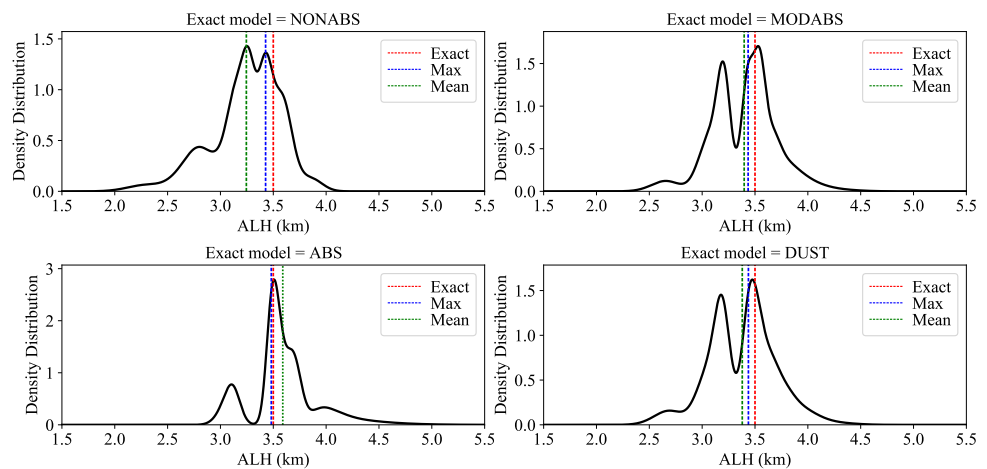 Exact model = NONABS
Density Distribution
1.5
1.0
0.5
0.0
Exact
Max
Mean
1.5 2.0 2.5 3.0 3.5 4.0 4.5 5.0 5.5
ALH (km)
Exact model = MODABS
Density Distribution
1.5
1.0
0.5
0.0
Exact
Max
Mean
1.5 2.0 2.5 3.0 3.5 4.0 4.5 5.0 5.5
ALH (km)
Exact model = ABS
Density Distribution
3
2
1
0
Exact
Max
Mean
1.5 2.0 2.5 3.0 3.5 4.0 4.5 5.0 5.5
ALH (km)
Exact model = DUST
Density Distribution
1.5
1.0
0.5
0.0
Exact
Max
Mean
1.5 2.0 2.5 3.0 3.5 4.0 4.5 5.0 5.5
ALH (km)